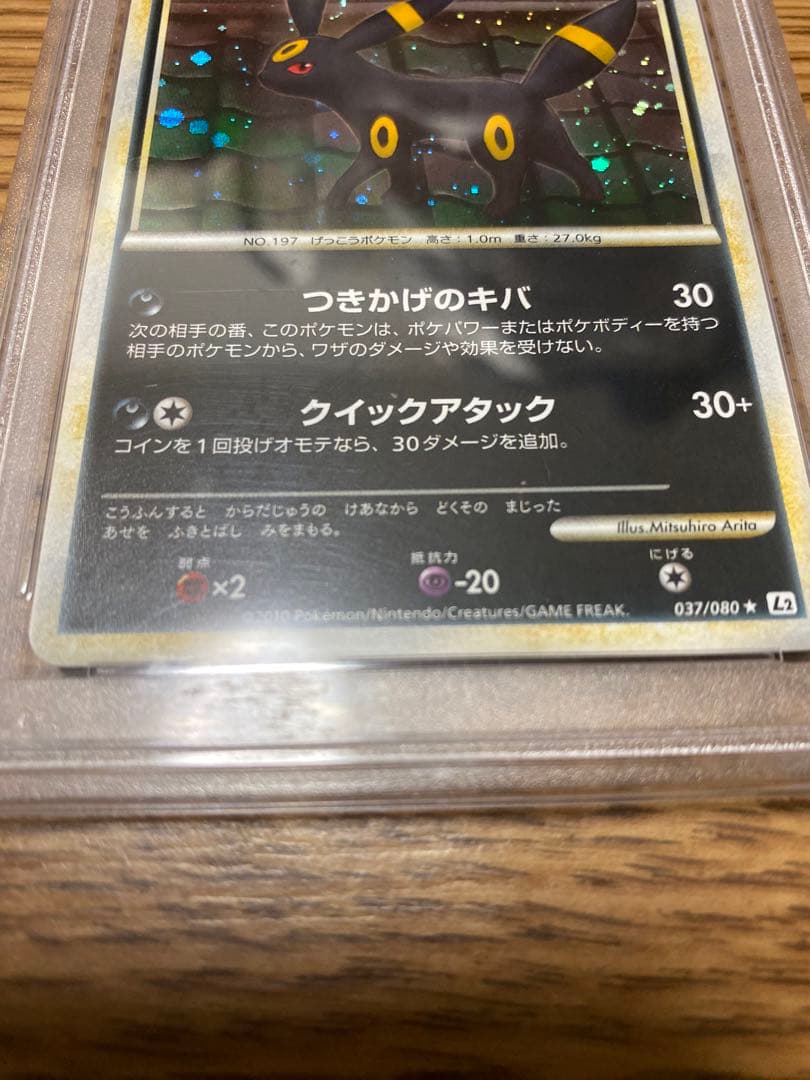 NO.197 げっこうポケモン 高さ：1.0m 重さ：27.0kg
つきかげのキバ 30
次の相手の番、このポケモンは、ポケパワーまたはポケボディーを持つ
相手のポケモンから、ワザのダメージや効果を受けない。
クイックアタック 30+
コインを1回投げオモテなら、30ダメージを追加。
こうふんすると からだじゅうの けあなから どくその まじった
あせを ふきとばし みをまもる。
Illus.Mitsuhiro Arita
弱点 抵抗力 にげる
×2 -20
©2010 Pokémon/Nintendo/Creatures/GAME FREAK.
037/080 ★ L2